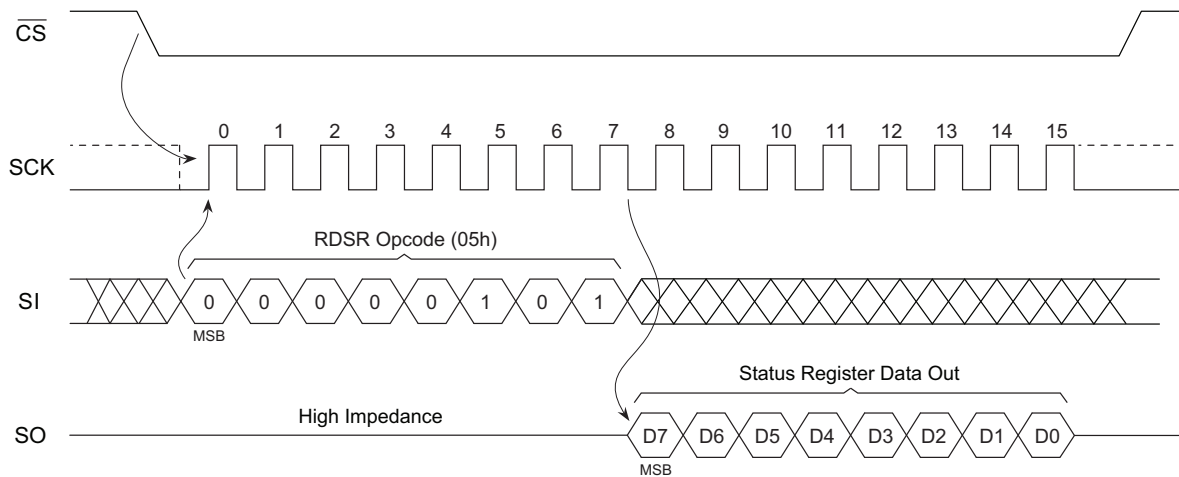 CS
0 1 2 3 4 5 6 7 8 9 10 11 12 13 14 15
SCK
RDSR Opcode (05h)
SI 0 0 0 0 0 1 0 1
MSB
Status Register Data Out
High Impedance
SO D7 D6 D5 D4 D3 D2 D1 D0
MSB